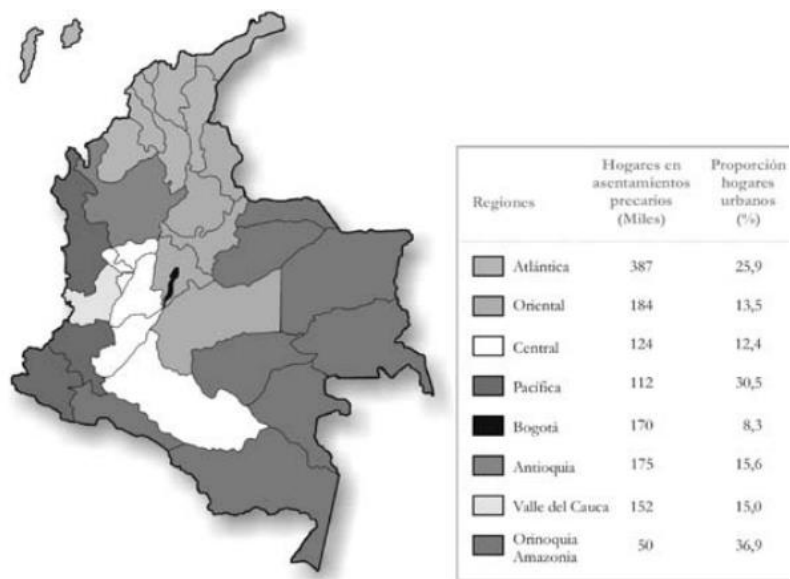 Regiones Hogares en asentamientos precarios (Miles) Proporción hogares urbanos (%)
Atlántica 387 25,9
Oriental 184 13,5
Central 124 12,4
Pacífica 112 30,5
Bogotá 170 8,3
Antioquia 175 15,6
Valle del Cauca 152 15,0
Orinoquia Amazonia 50 36,9